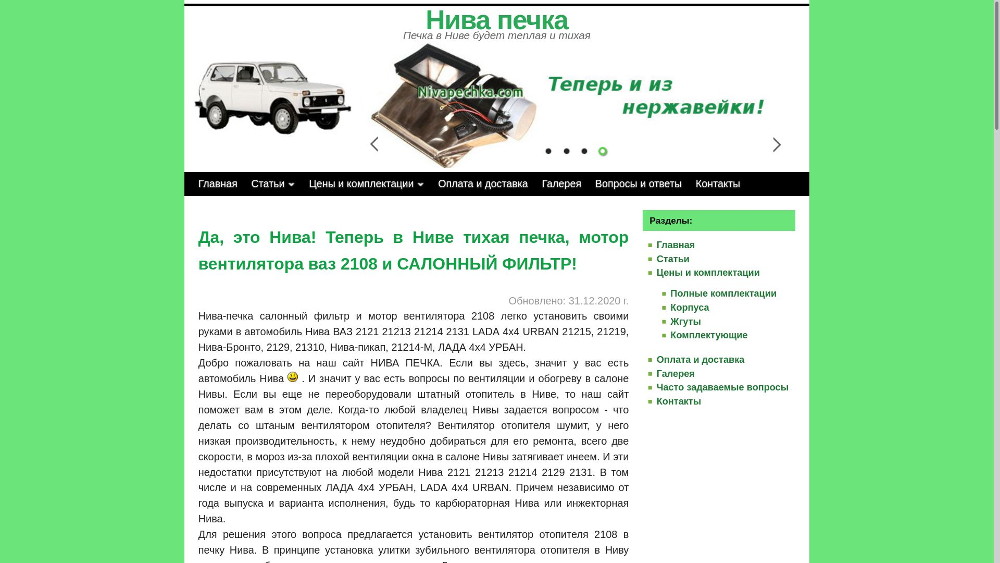 Нива печка
Печка в Ниве будет теплая и тихая
Nivapechka.com
Теперь и из
нержавейки!
Главная Статьи Цены и комплектации Оплата и доставка Галерея Вопросы и ответы Контакты
Да, это Нива! Теперь в Ниве тихая печка, мотор
вентилятора ваз 2108 и САЛОННЫЙ ФИЛЬТР!
Обновлено: 31.12.2020 г.
Нива-печка салонный фильтр и мотор вентилятора 2108 легко установить своими
руками в автомобиль Нива ВАЗ 2121 21213 21214 2131 LADA 4x4 URBAN 21215, 21219,
Нива-Бронто, 2129, 21310, Нива-пикап, 21214-М, ЛАДА 4х4 УРБАН.
Добро пожаловать на наш сайт НИВА ПЕЧКА. Если вы здесь, значит у вас есть
автомобиль Нива . И значит у вас есть вопросы по вентиляции и обогреву в салоне
Нивы. Если вы еще не переоборудовали штатный отопитель в Ниве, то наш сайт
поможет вам в этом деле. Когда-то любой владелец Нивы задается вопросом - что
делать со штаным вентилятором отопителя? Вентилятор отопителя шумит, у него
низкая производительность, к нему неудобно добираться для его ремонта, всего две
скорости, в мороз из-за плохой вентиляции окна в салоне Нивы затягивает инеем. И эти
недостатки присутствуют на любой модели Нива 2121 21213 21214 2129 2131. В том
числе и на современных ЛАДА 4х4 УРБАН, LADA 4x4 URBAN. Причем независимо от
года выпуска и варианта исполнения, будь то карбюраторная Нива или инжекторная
Нива.
Для решения этого вопроса предлагается установить вентилятор отопителя 2108 в
печку Нива. В принципе установка улитки зубильного вентилятора отопителя в Ниву
Разделы:
Главная
Статьи
Цены и комплектации
Полные комплектации
Корпуса
Жгуты
Комплектующие
Оплата и доставка
Галерея
Часто задаваемые вопросы
Контакты